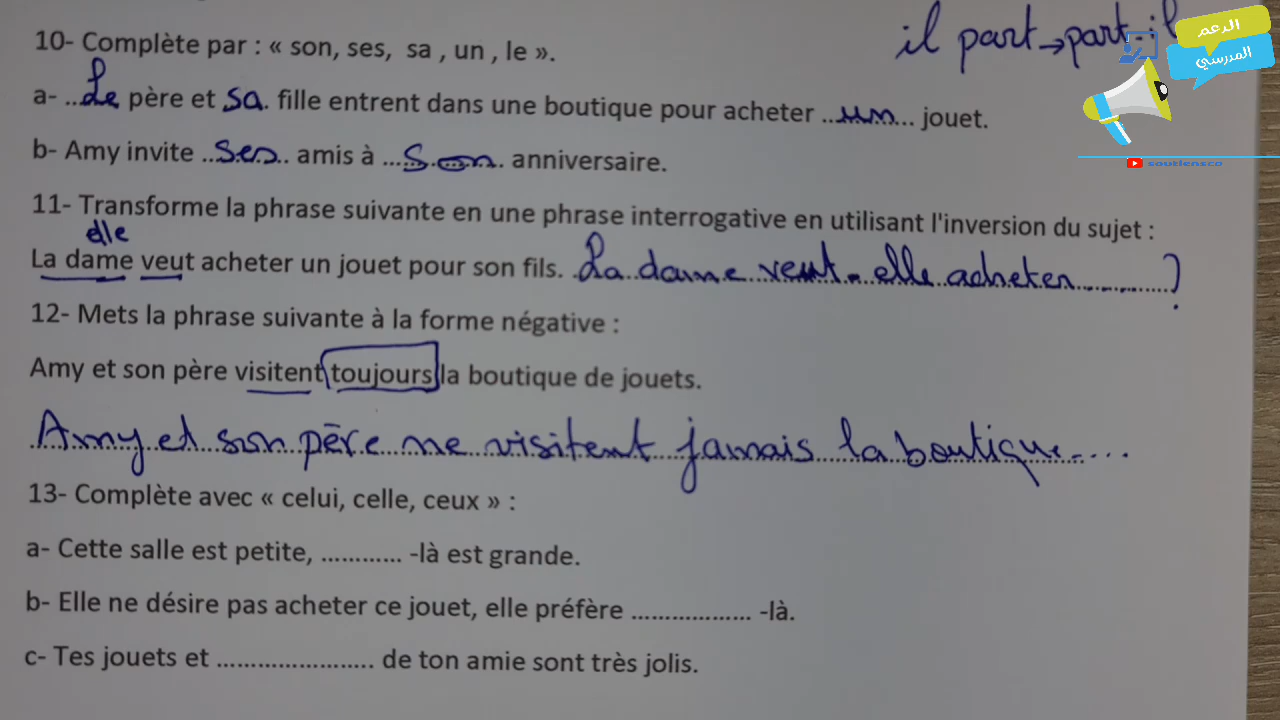 il part → part-il
الدعم
المدرسي
soutiensco
10- Complète par : « son, ses, sa , un , le ».
a- ..Le père et sa. fille entrent dans une boutique pour acheter ..un... jouet.
b- Amy invite ..ses.. amis à ...son. anniversaire.
11- Transforme la phrase suivante en une phrase interrogative en utilisant l'inversion du sujet :
elle
La dame veut acheter un jouet pour son fils. .La dame veut-elle acheter ............?
12- Mets la phrase suivante à la forme négative :
Amy et son père visitent toujours la boutique de jouets.
Amy et son père ne visitent jamais la boutique....
13- Complète avec « celui, celle, ceux » :
a- Cette salle est petite, ………… -là est grande.
b- Elle ne désire pas acheter ce jouet, elle préfère ……………… -là.
c- Tes jouets et ………………….. de ton amie sont très jolis.